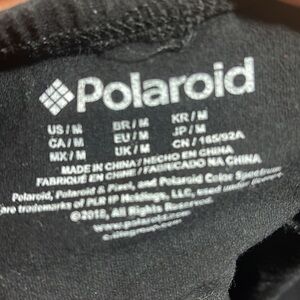 Polaroid
US / M BR / M KR / M
CA / M EU / M JP / M
MX / M UK / M CN / 165/92A
MADE IN CHINA / HECHO EN CHINA
FABRIQUE EN CHINE / FABRICADO NA CHINA
Polaroid, Polaroid & Pixel, and Polaroid Color Spectrum
are trademarks of PLR IP Holdings, LLC, used under
©2018, All Rights Reserved.